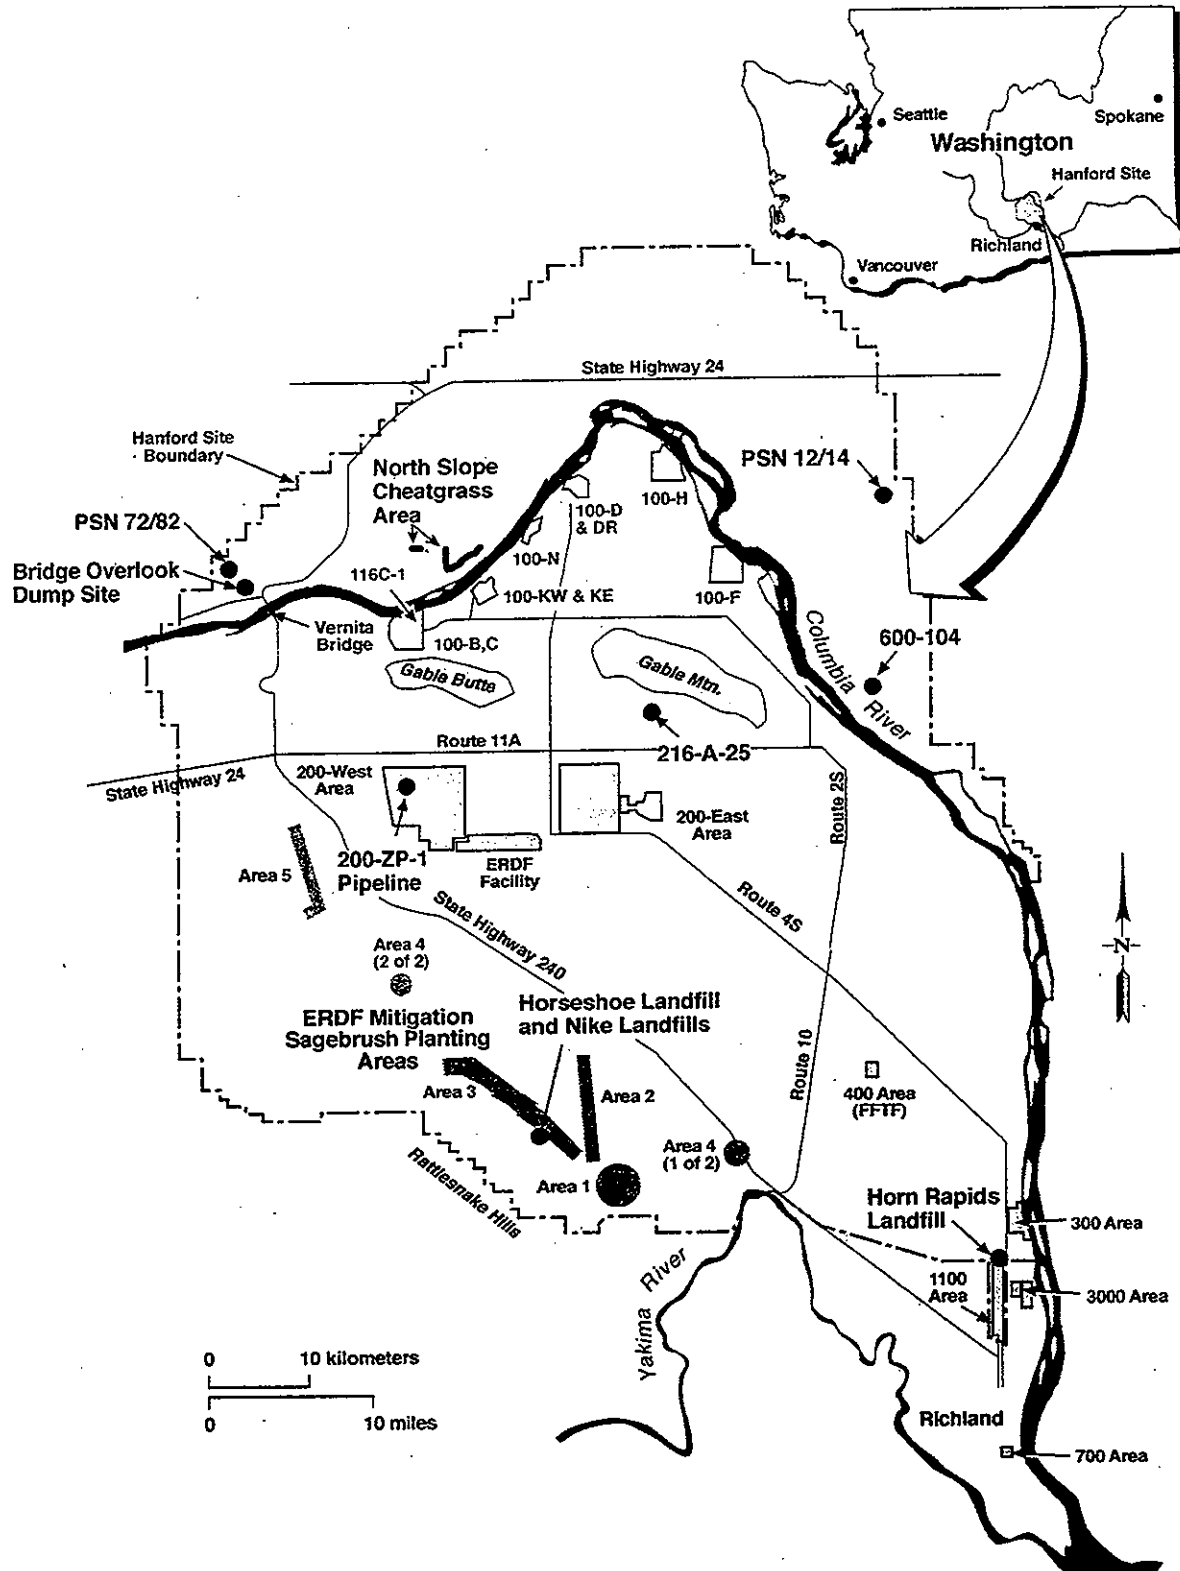 Seattle
Spokane
Washington
Hanford Site
Richland
Vancouver
State Highway 24
Hanford Site
Boundary
North Slope
Cheatgrass
Area
PSN 12/14
100-H
PSN 72/82
100-D
& DR
100-N
Bridge Overlook
Dump Site
116C-1
100-KW & KE
100-F
Vernita
Bridge
100-B,C
Columbia
River
600-104
Gable Butte
Gable Mtn.
216-A-25
Route 11A
State Highway 24
200-West
Area
Route 2S
200-East
Area
200-ZP-1
Pipeline
ERDF
Facility
Area 5
Route 4S
State Highway 240
Area 4
(2 of 2)
N
Horseshoe Landfill
and Nike Landfills
ERDF Mitigation
Sagebrush Planting
Areas
Route 10
Area 3
Area 2
400 Area
(FFTF)
Area 4
(1 of 2)
Area 1
Rattlesnake Hills
Horn Rapids
Landfill
300 Area
Yakima River
1100
Area
3000 Area
0 10 kilometers
0 10 miles
Richland
700 Area